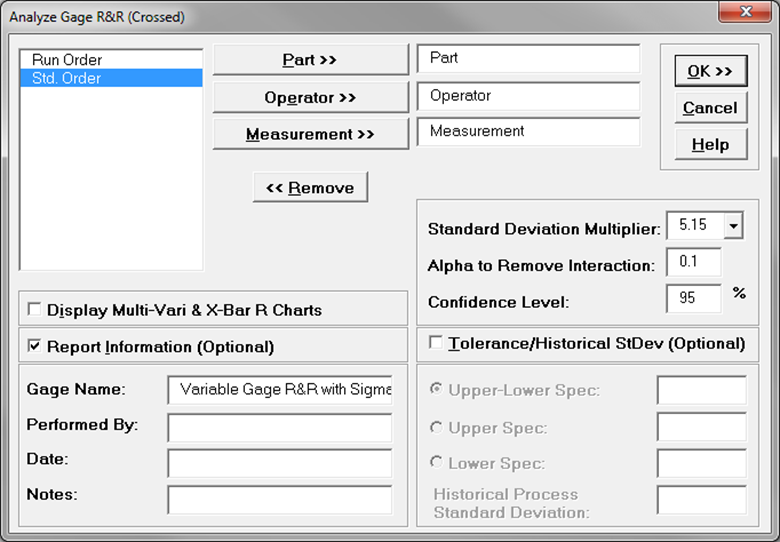 Analyze Gage R&R (Crossed)
Run Order
Std. Order
Part >>
Part
Operator >>
Operator
Measurement >>
Measurement
<< Remove
OK >>
Cancel
Help
Standard Deviation Multiplier: 5.15
Alpha to Remove Interaction: 0.1
Confidence Level: 95 %
Display Multi-Vari & X-Bar R Charts
Report Information (Optional)
Tolerance/Historical StDev (Optional)
Gage Name: Variable Gage R&R with Sigma
Performed By:
Date:
Notes:
Upper-Lower Spec:
Upper Spec:
Lower Spec:
Historical Process
Standard Deviation: